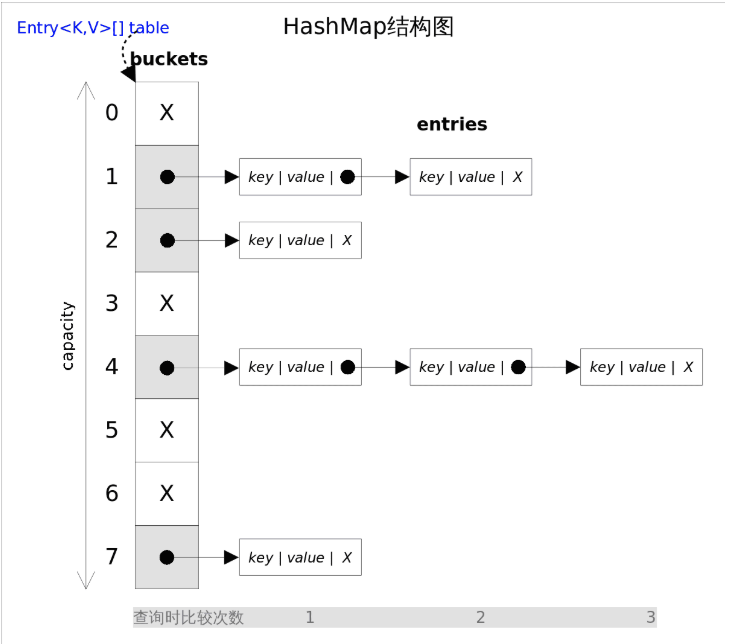 HashMap结构图
Entry<K,V>[] table
buckets
entries
capacity
0 X
1 key | value | key | value | X
2 key | value | X
3 X
4 key | value | key | value | key | value | X
5 X
6 X
7 key | value | X
查询时比较次数 1 2 3